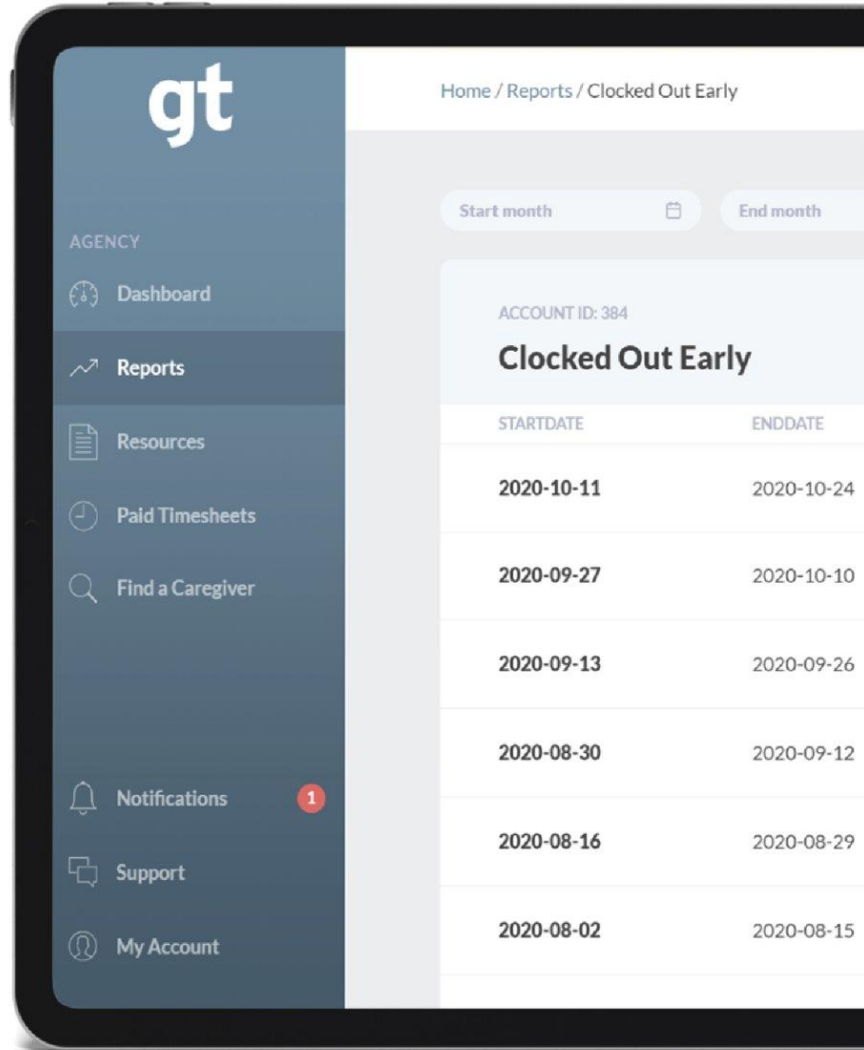 gt
AGENCY
Dashboard
Reports
Resources
Paid Timesheets
Find a Caregiver
Notifications 1
Support
My Account
Home / Reports / Clocked Out Early
Start month End month
ACCOUNT ID: 384
Clocked Out Early
STARTDATE ENDDATE
2020-10-11 2020-10-24
2020-09-27 2020-10-10
2020-09-13 2020-09-26
2020-08-30 2020-09-12
2020-08-16 2020-08-29
2020-08-02 2020-08-15